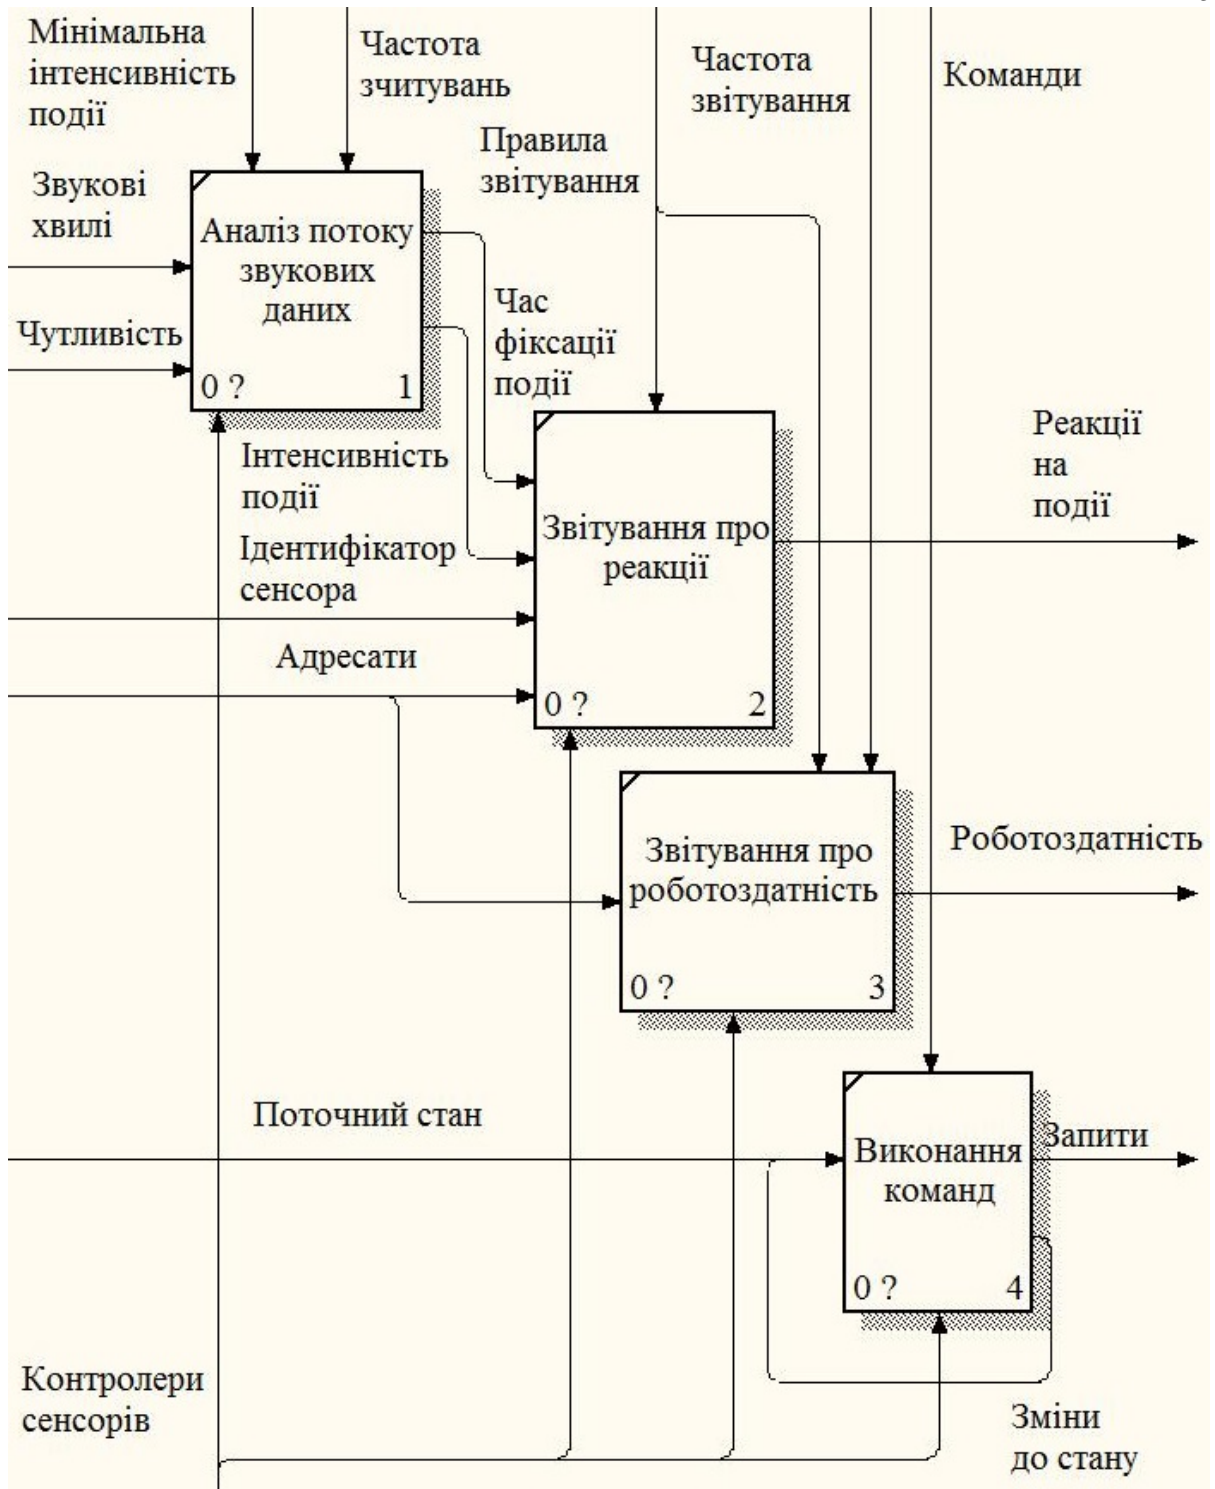 Мінімальна
інтенсивність
події
Частота
зчитувань
Частота
звітування
Команди
Правила
звітування
Звукові
хвилі
Аналіз потоку
звукових
даних
0 ?
1
Чутливість
Час
фіксації
події
Інтенсивність
події
Ідентифікатор
сенсора
Адресати
Звітування про
реакції
0 ?
2
Реакції
на
події
Звітування про
роботоздатність
0 ?
3
Роботоздатність
Поточний стан
Виконання
команд
0 ?
4
Запити
Контролери
сенсорів
Зміни
до стану